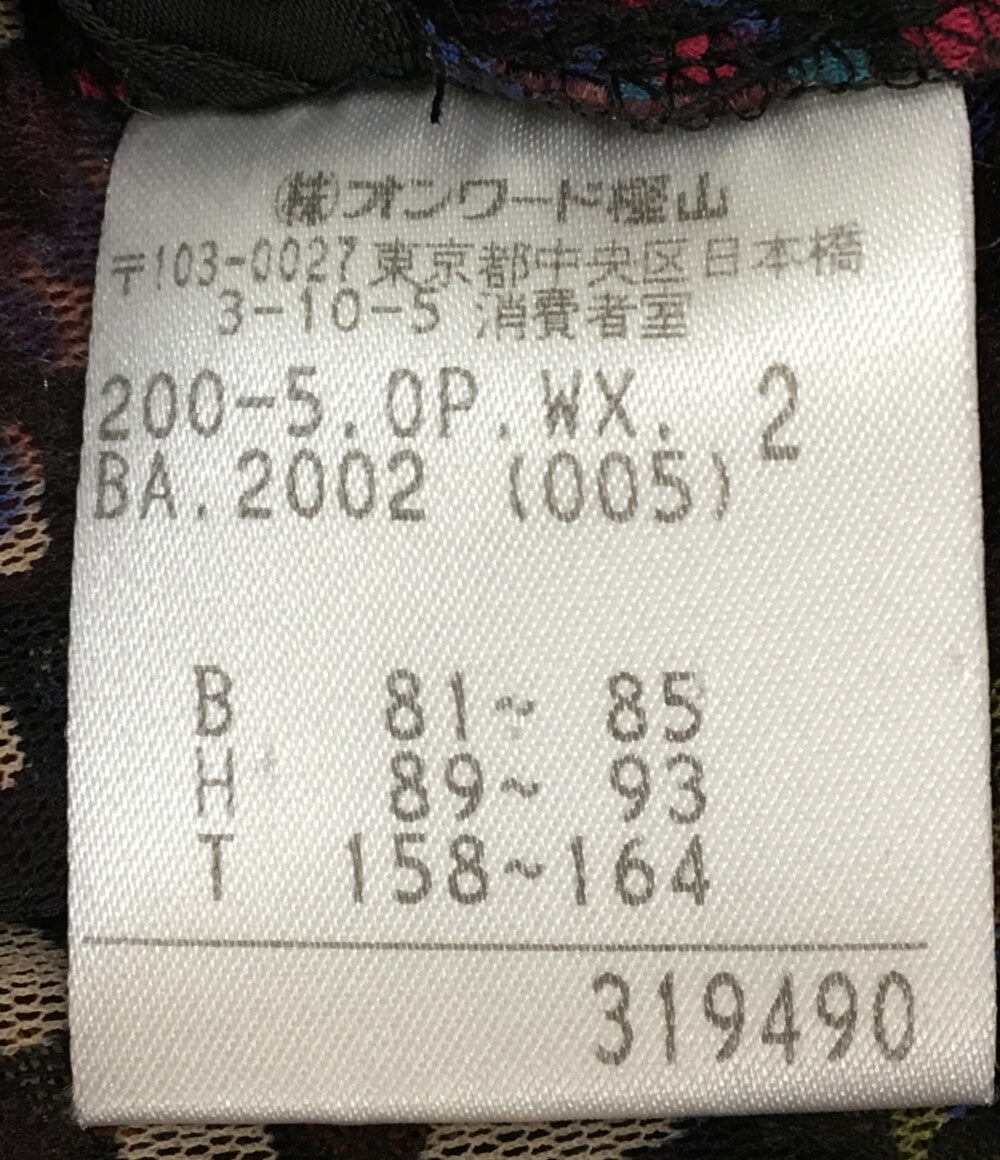 (株)オンワード樫山
〒103-0027 東京都中央区日本橋
3-10-5 消費者室
200-5.OP.WX. 2
BA.2002 (005)
B 81~ 85
H 89~ 93
T 158~164
319490